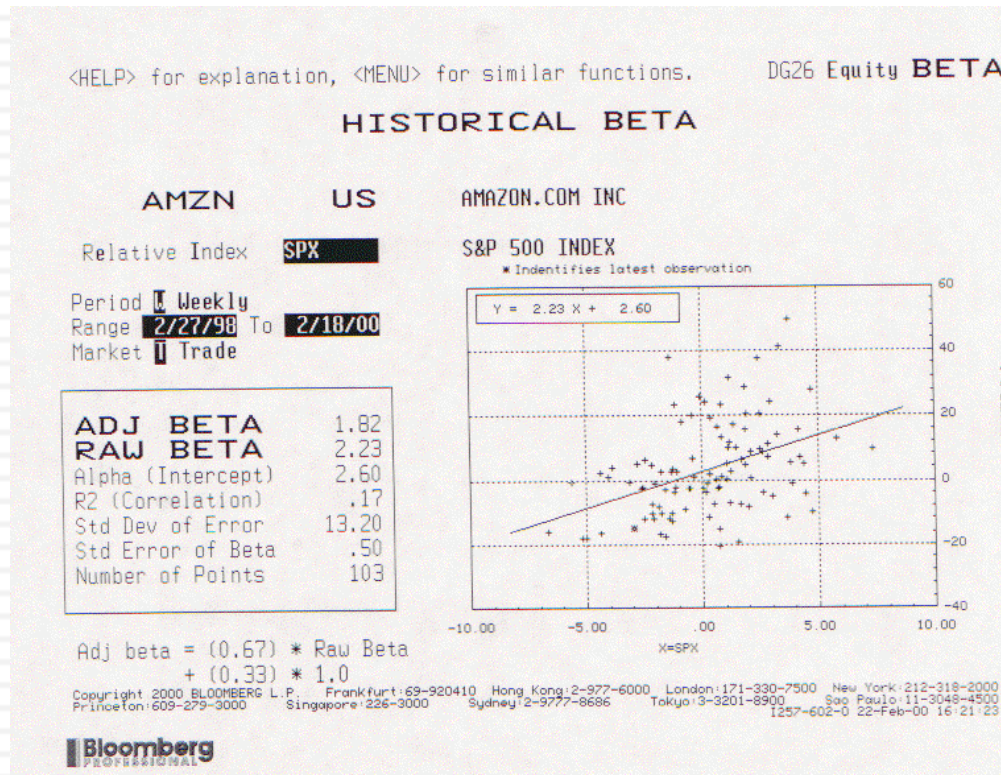 <HELP> for explanation, <MENU> for similar functions. DG26 Equity BETA
HISTORICAL BETA
AMZN US AMAZON.COM INC
Relative Index SPX S&P 500 INDEX
* Indentifies latest observation
Period W Weekly
Range 2/27/98 To 2/18/00
Market T Trade
Y = 2.23 X + 2.60
60
40
20
0
-20
-40
-10.00 -5.00 .00 5.00 10.00
X=SPX
ADJ BETA 1.82
RAW BETA 2.23
Alpha (Intercept) 2.60
R2 (Correlation) .17
Std Dev of Error 13.20
Std Error of Beta .50
Number of Points 103
Adj beta = (0.67) * Raw Beta
+ (0.33) * 1.0
Copyright 2000 BLOOMBERG L.P. Frankfurt:69-920410 Hong Kong:2-977-6000 London:171-330-7500 New York:212-318-2000
Princeton:609-279-3000 Singapore:226-3000 Sydney:2-9777-8686 Tokyo:3-3201-8900 Sao Paulo:11-3048-4500
I257-602-0 22-Feb-00 16:21:23
Bloomberg
PROFESSIONAL